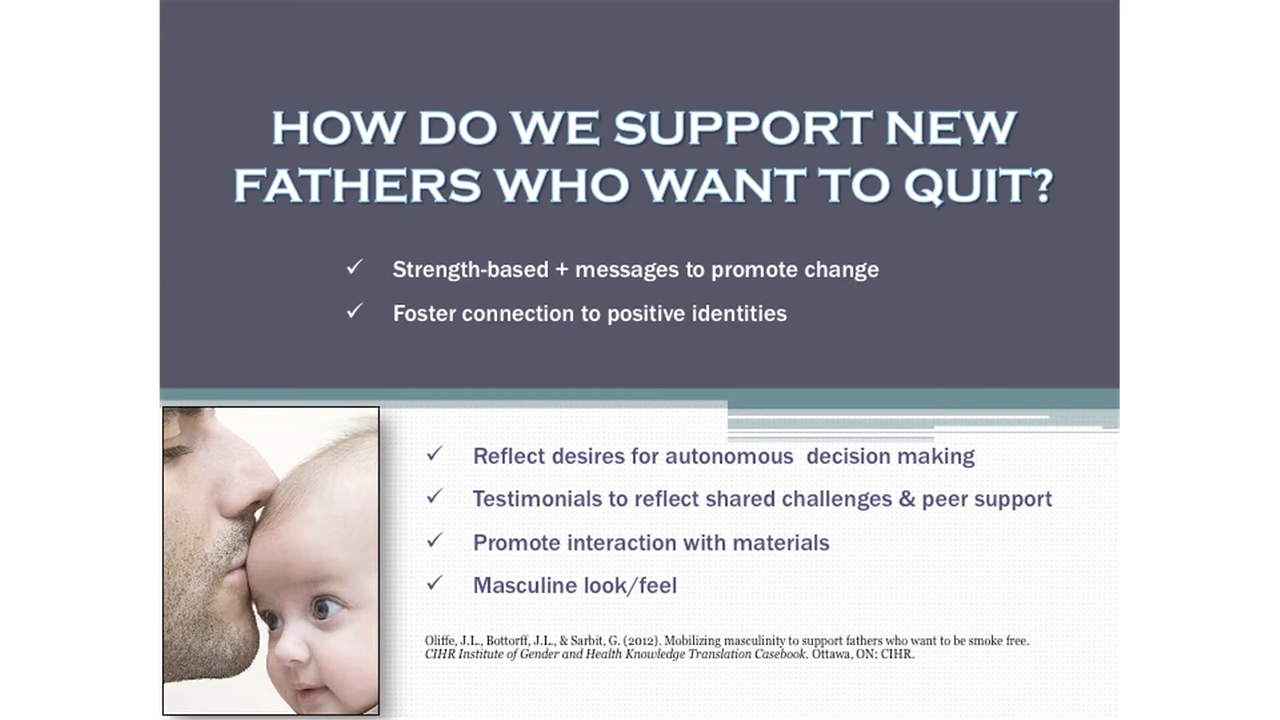 HOW DO WE SUPPORT NEW
FATHERS WHO WANT TO QUIT?
✓ Strength-based + messages to promote change
✓ Foster connection to positive identities
✓ Reflect desires for autonomous  decision making
✓ Testimonials to reflect shared challenges & peer support
✓ Promote interaction with materials
✓ Masculine look/feel
Oliffe, J.L., Bottorff, J.L., & Sarbit, G. (2012). Mobilizing masculinity to support fathers who want to be smoke free.
CIHR Institute of Gender and Health Knowledge Translation Casebook. Ottawa, ON: CIHR.